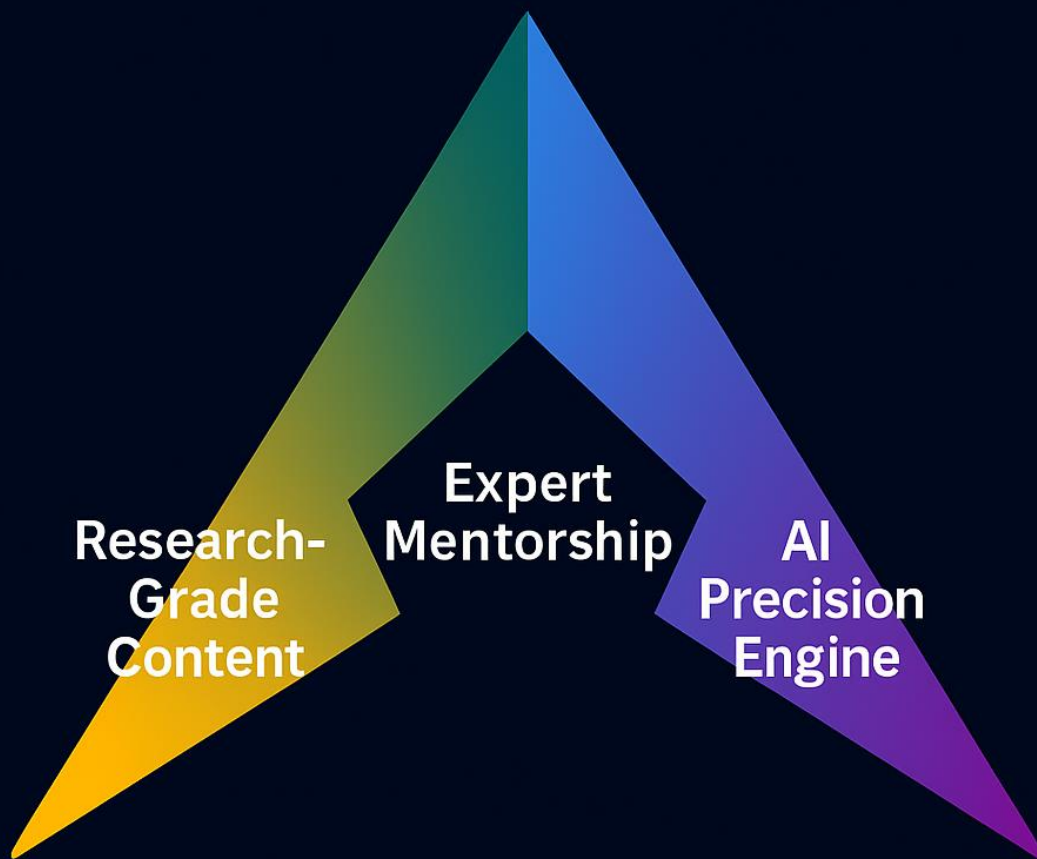 Research-
Grade
Content
Expert
Mentorship
AI
Precision
Engine